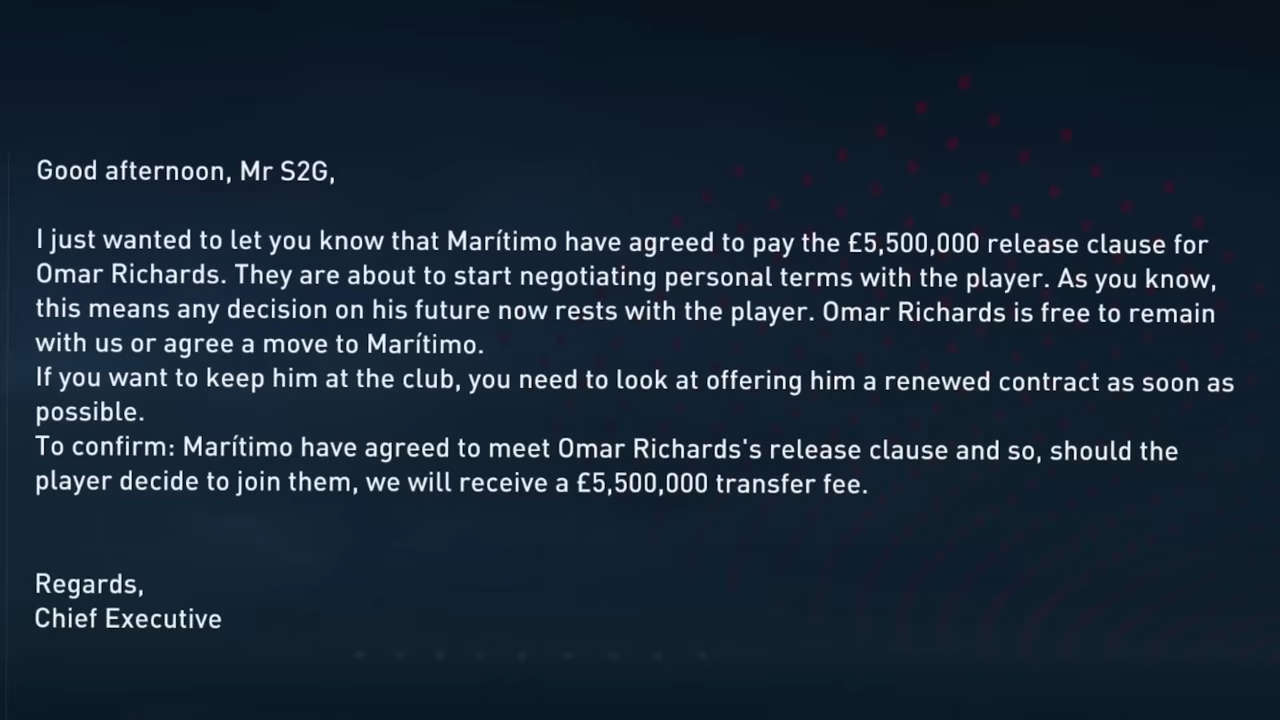 Good afternoon, Mr S2G,
I just wanted to let you know that Marítimo have agreed to pay the £5,500,000 release clause for
Omar Richards. They are about to start negotiating personal terms with the player. As you know,
this means any decision on his future now rests with the player. Omar Richards is free to remain
with us or agree a move to Marítimo.
If you want to keep him at the club, you need to look at offering him a renewed contract as soon as
possible.
To confirm: Marítimo have agreed to meet Omar Richards's release clause and so, should the
player decide to join them, we will receive a £5,500,000 transfer fee.
Regards,
Chief Executive